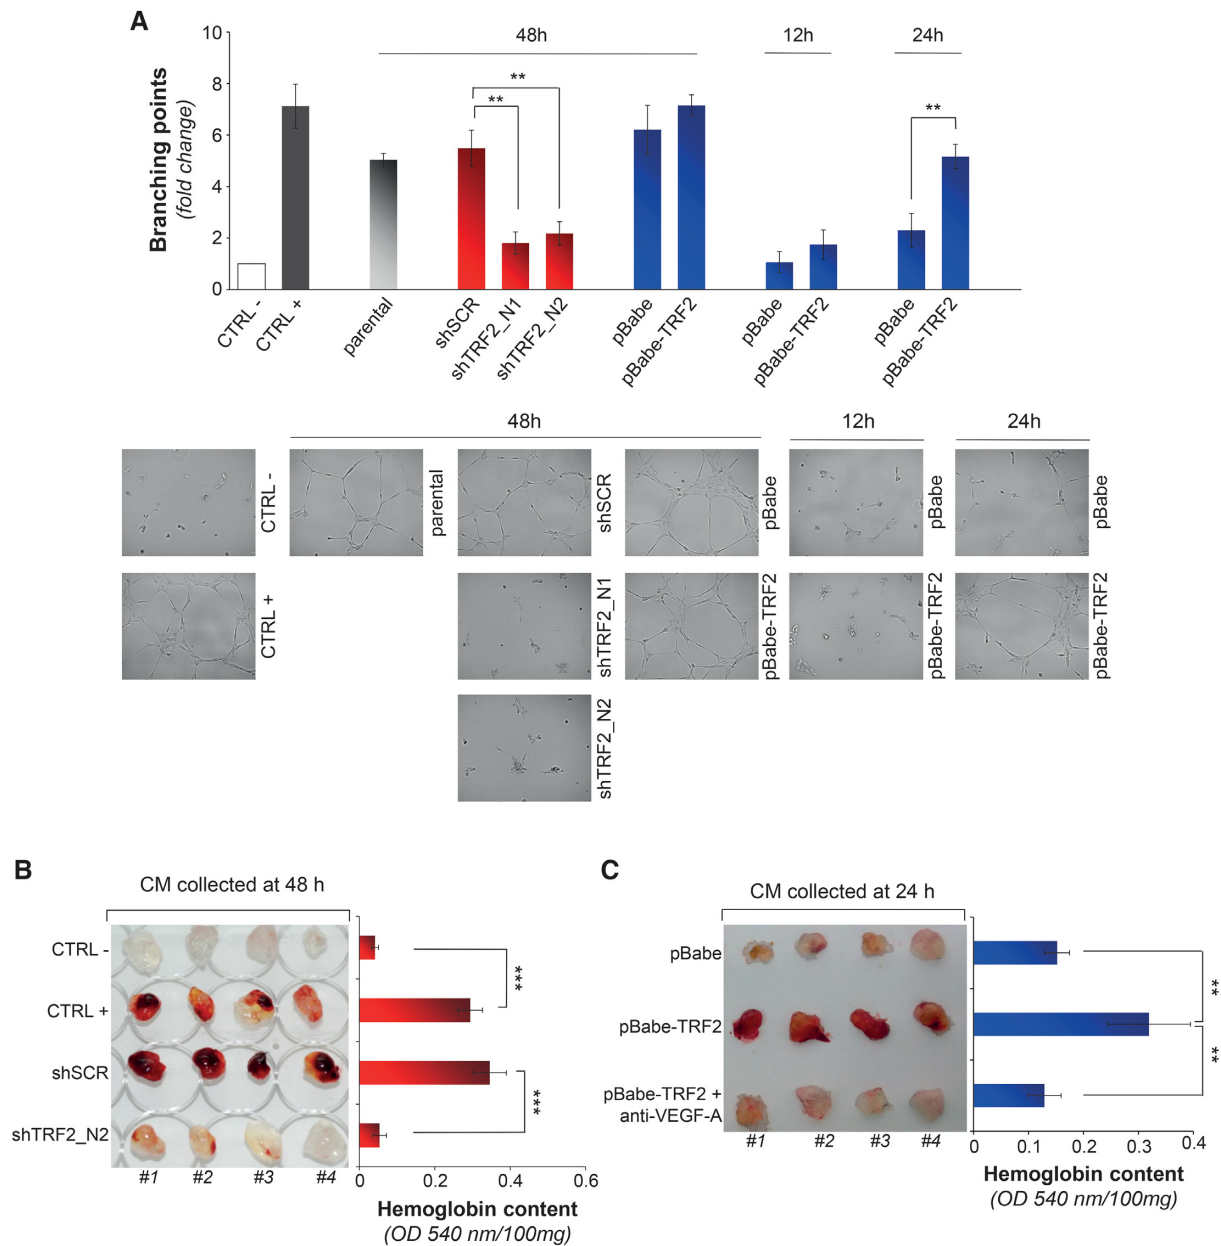 A
10
8
6
4
2
0
Branching points
(fold change)
48h
12h
24h
**
**
**
CTRL -
CTRL +
parental
shSCR
shTRF2_N1
shTRF2_N2
pBabe
pBabe-TRF2
pBabe
pBabe-TRF2
pBabe
pBabe-TRF2
48h
12h
24h
CTRL -
parental
shSCR
pBabe
pBabe
pBabe
CTRL +
shTRF2_N1
pBabe-TRF2
pBabe-TRF2
pBabe-TRF2
shTRF2_N2
B
CM collected at 48 h
CTRL -
CTRL +
shSCR
shTRF2_N2
#1
#2
#3
#4
***
***
0
0.2
0.4
0.6
Hemoglobin content
(OD 540 nm/100mg)
C
CM collected at 24 h
pBabe
pBabe-TRF2
pBabe-TRF2 +
anti-VEGF-A
#1
#2
#3
#4
**
**
0
0.1
0.2
0.3
0.4
Hemoglobin content
(OD 540 nm/100mg)